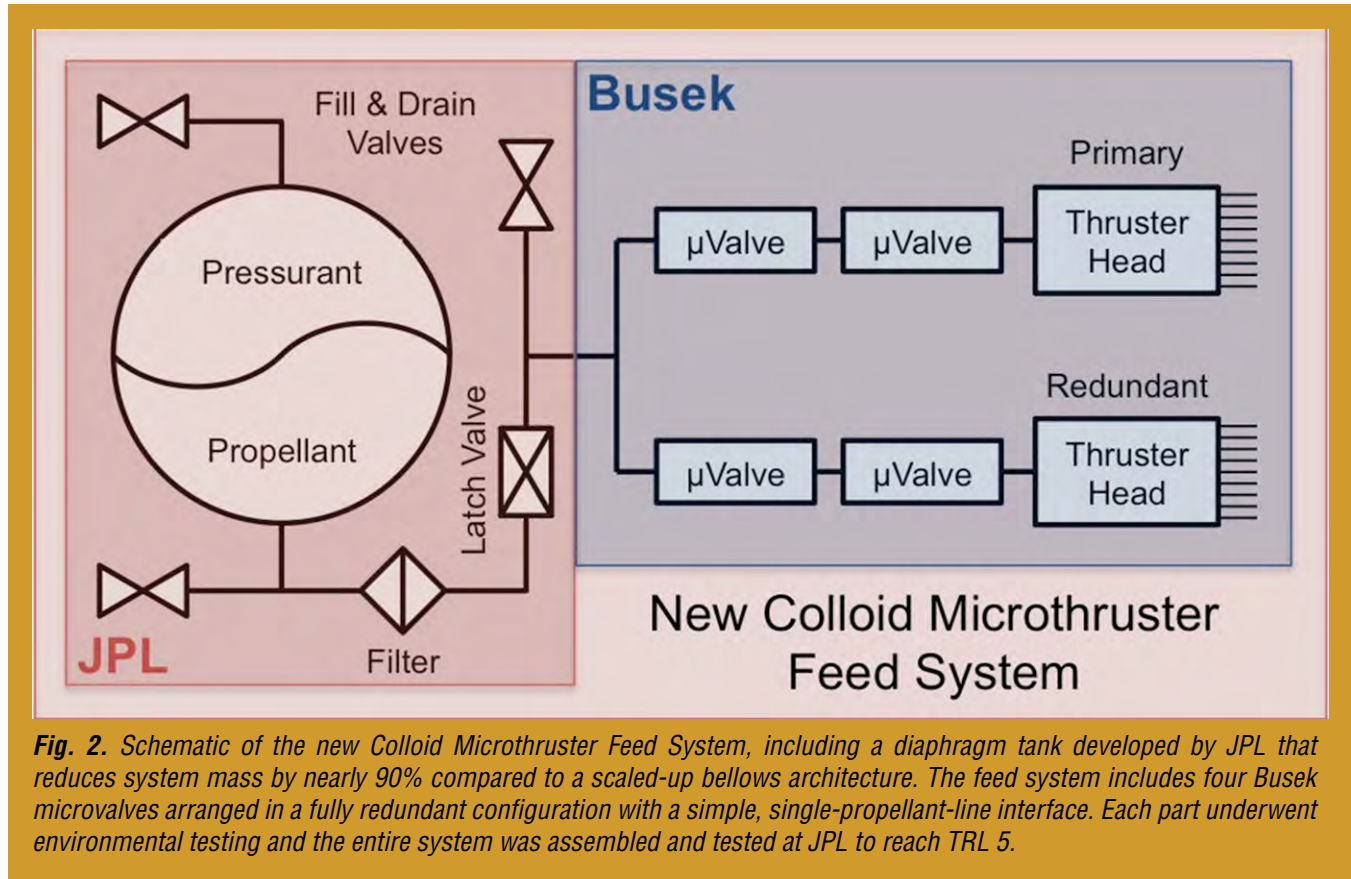 Fill & Drain
Valves
Pressurant
Propellant
Latch Valve
Filter
JPL
Busek
Primary
µValve
µValve
Thruster
Head
Redundant
µValve
µValve
Thruster
Head
New Colloid Microthruster
Feed System
Fig. 2. Schematic of the new Colloid Microthruster Feed System, including a diaphragm tank developed by JPL that
reduces system mass by nearly 90% compared to a scaled-up bellows architecture. The feed system includes four Busek
microvalves arranged in a fully redundant configuration with a simple, single-propellant-line interface. Each part underwent
environmental testing and the entire system was assembled and tested at JPL to reach TRL 5.